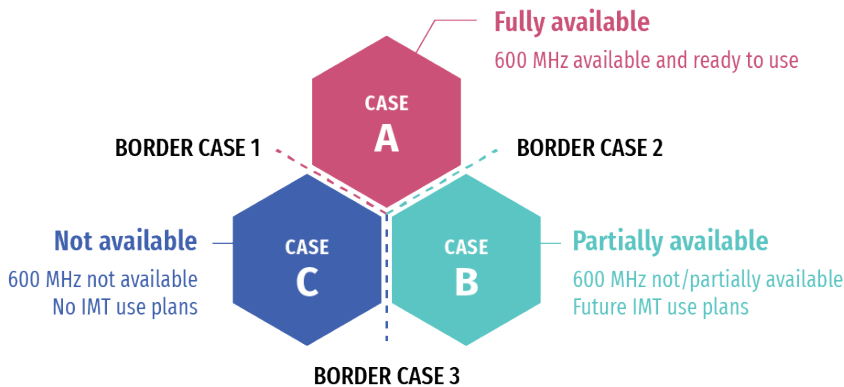 Fully available
600 MHz available and ready to use
CASE
A
BORDER CASE 1
BORDER CASE 2
Not available
600 MHz not available
No IMT use plans
CASE
C
CASE
B
Partially available
600 MHz not/partially available
Future IMT use plans
BORDER CASE 3